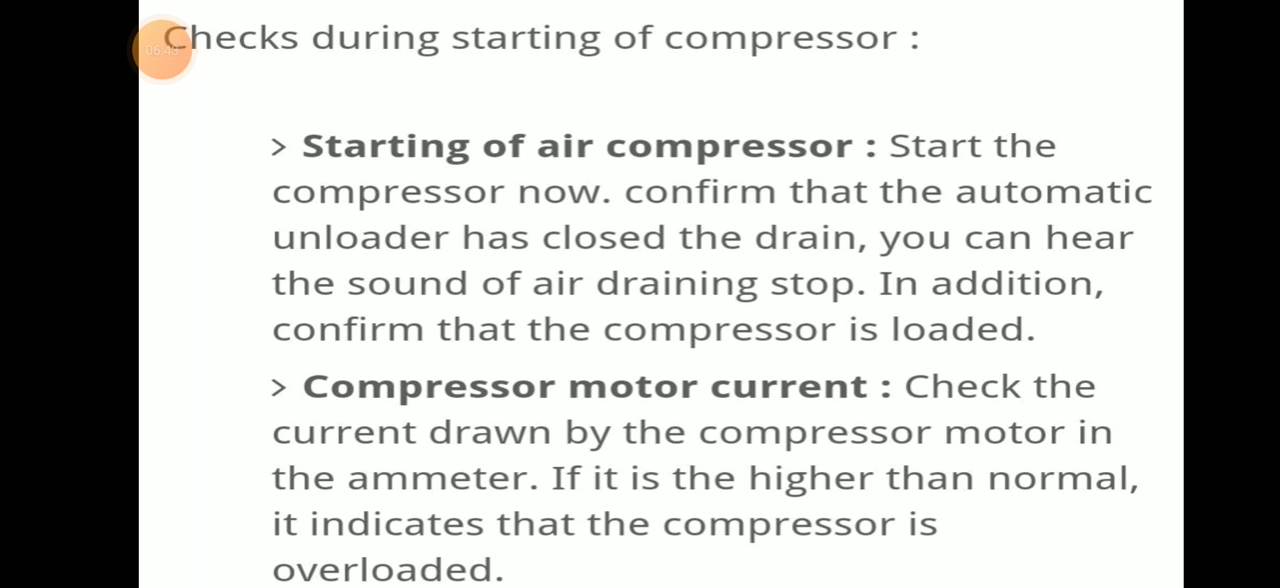 Checks during starting of compressor :
> Starting of air compressor : Start the
compressor now. confirm that the automatic
unloader has closed the drain, you can hear
the sound of air draining stop. In addition,
confirm that the compressor is loaded.
> Compressor motor current : Check the
current drawn by the compressor motor in
the ammeter. If it is the higher than normal,
it indicates that the compressor is
overloaded.